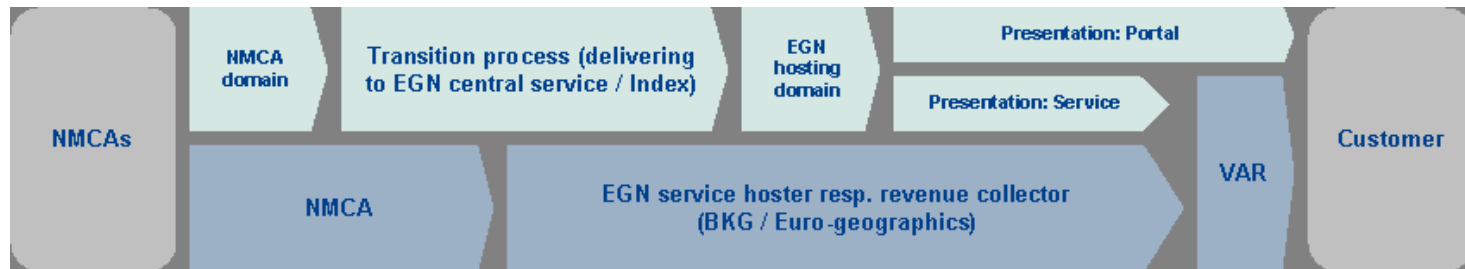 NMCAs
NMCA
domain
Transition process (delivering
to EGN central service / Index)
EGN
hosting
domain
Presentation: Portal
Presentation: Service
NMCA
EGN service hoster resp. revenue collector
(BKG / Euro-geographics)
VAR
Customer